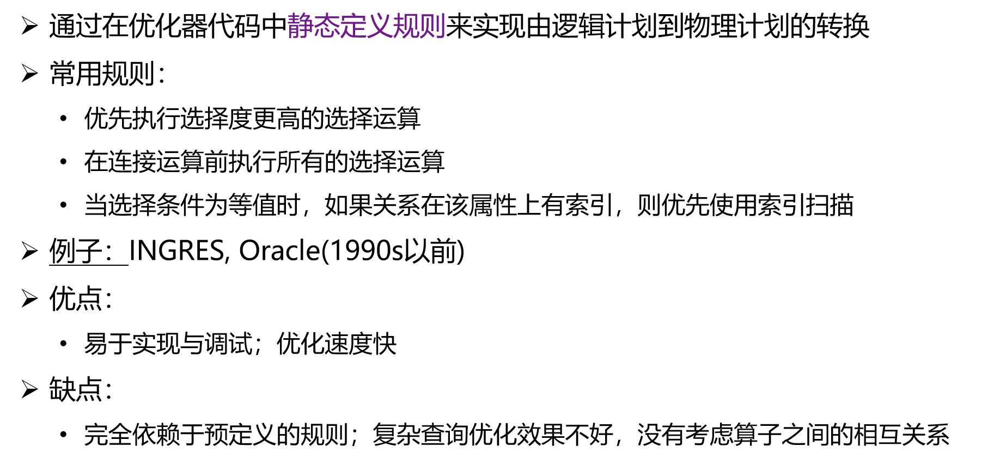 ➢ 通过在优化器代码中静态定义规则来实现由逻辑计划到物理计划的转换
➢ 常用规则：
• 优先执行选择度更高的选择运算
• 在连接运算前执行所有的选择运算
• 当选择条件为等值时，如果关系在该属性上有索引，则优先使用索引扫描
➢ 例子：INGRES, Oracle(1990s以前)
➢ 优点：
• 易于实现与调试；优化速度快
➢ 缺点：
• 完全依赖于预定义的规则；复杂查询优化效果不好，没有考虑算子之间的相互关系